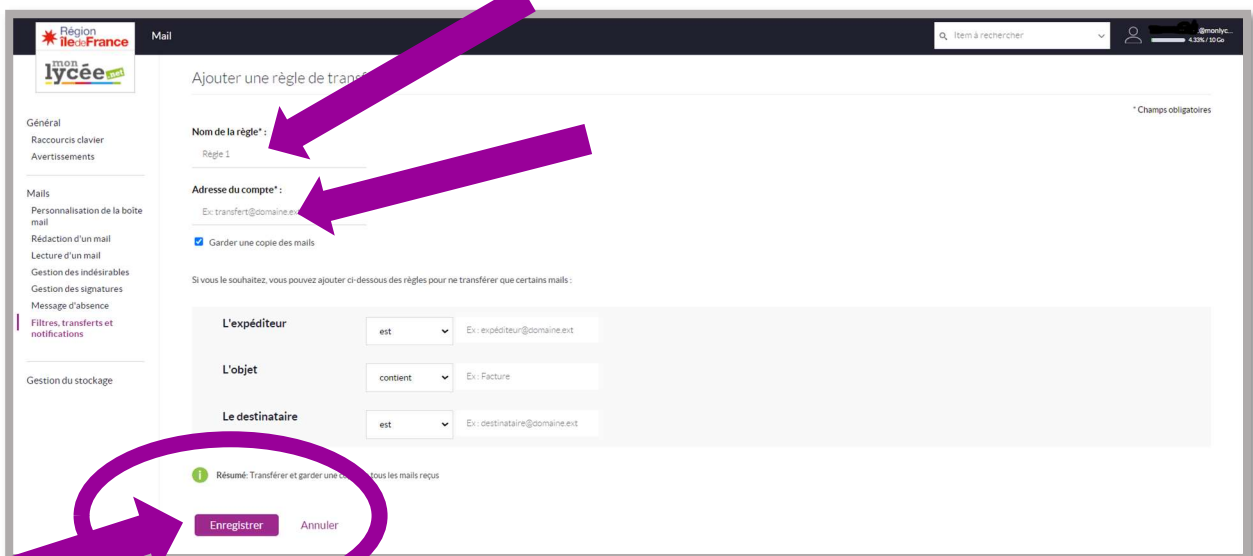 Région
îledeFrance
Mail
Item à rechercher
@monlyc...
4.33% / 10 Go
mon
lycée.net
Ajouter une règle de
* Champs obligatoires
Général
Raccourcis clavier
Avertissements
Nom de la règle* :
Règle 1
Mails
Personnalisation de la boîte
mail
Rédaction d'un mail
Lecture d'un mail
Gestion des indésirables
Gestion des signatures
Message d'absence
Filtres, transferts et
notifications
Gestion du stockage
Adresse du compte* :
Ex: transfert@domaine.ex
Garder une copie des mails
Si vous le souhaitez, vous pouvez ajouter ci-dessous des règles pour ne transférer que certains mails :
L'expéditeur
est
Ex : expéditeur@domaine.ext
L'objet
contient
Ex : Facture
Le destinataire
est
Ex : destinataire@domaine.ext
Résumé: Transférer et garder une tous les mails reçus
Enregistrer
Annuler